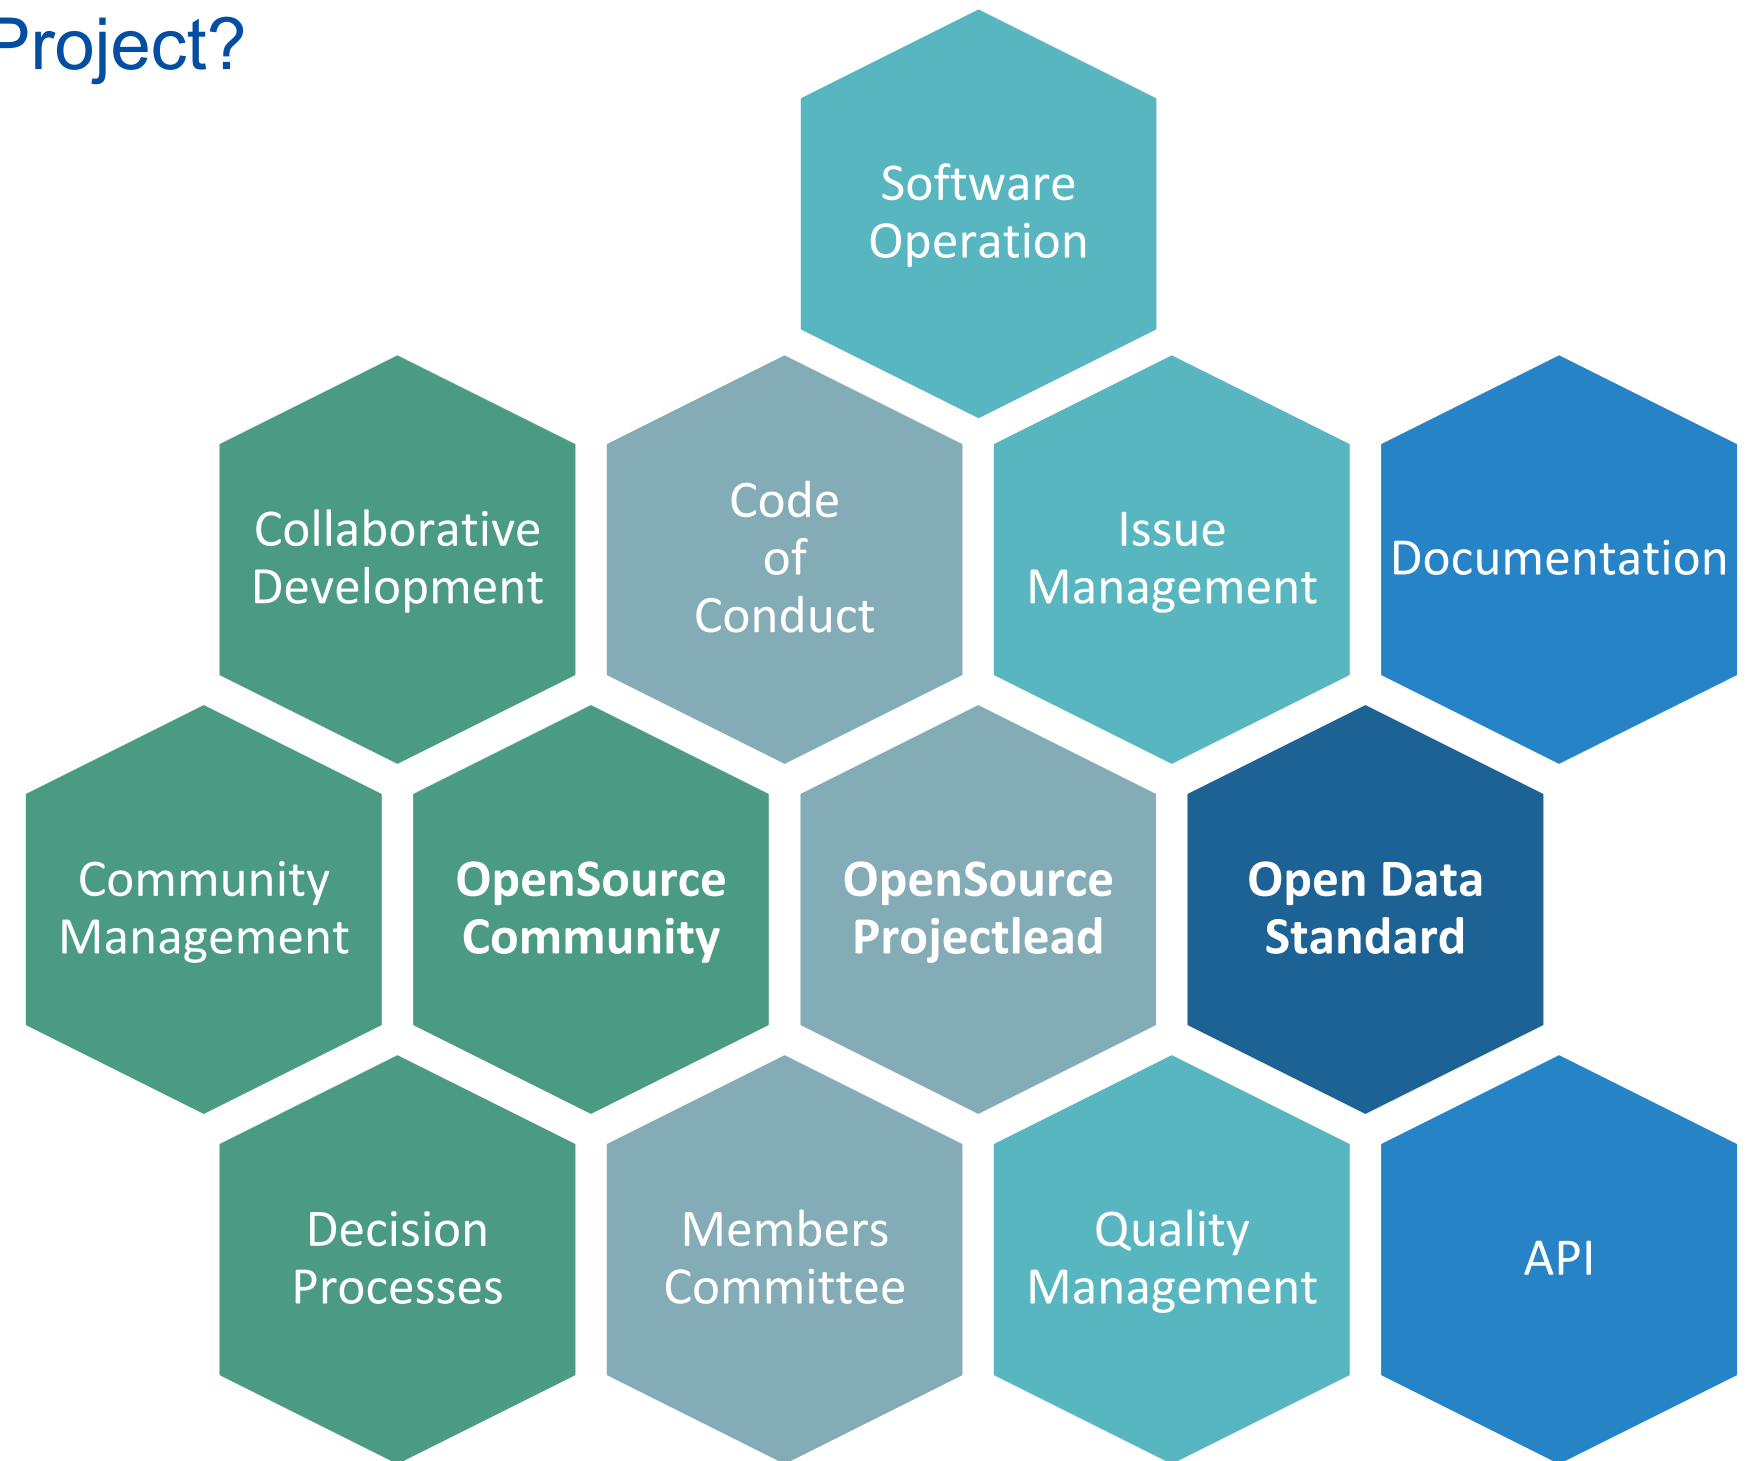 Project?
Software
Operation
Collaborative
Development
Code
of
Conduct
Issue
Management
Documentation
Community
Management
OpenSource
Community
OpenSource
Projectlead
Open Data
Standard
Decision
Processes
Members
Committee
Quality
Management
API